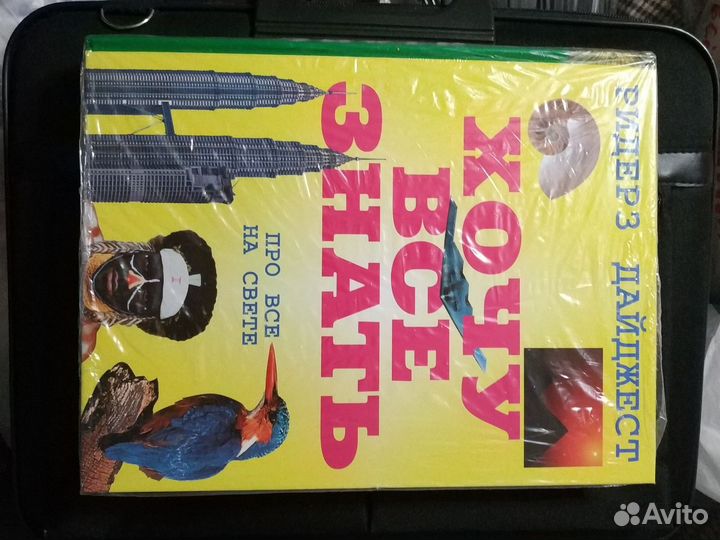 РИДЕРЗ ДАЙДЖЕСТ
ХОЧУ
ВСЕ
ЗНАТЬ
ПРО ВСЕ
НА СВЕТЕ
Avito